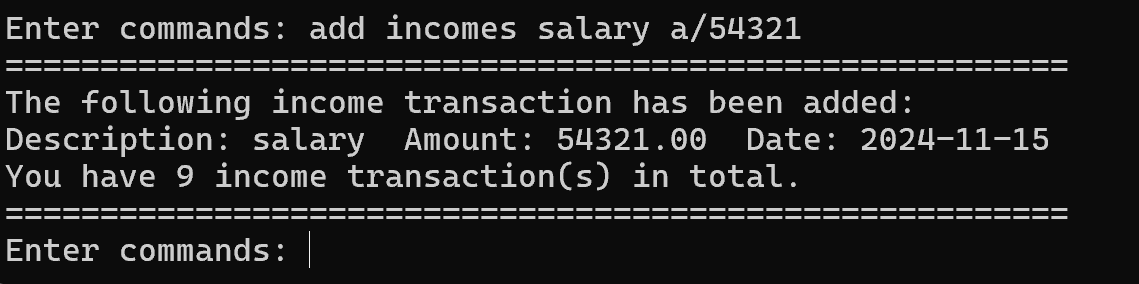 Enter commands: add incomes salary a/54321
========================================================
The following income transaction has been added:
Description: salary  Amount: 54321.00  Date: 2024-11-15
You have 9 income transaction(s) in total.
========================================================
Enter commands: